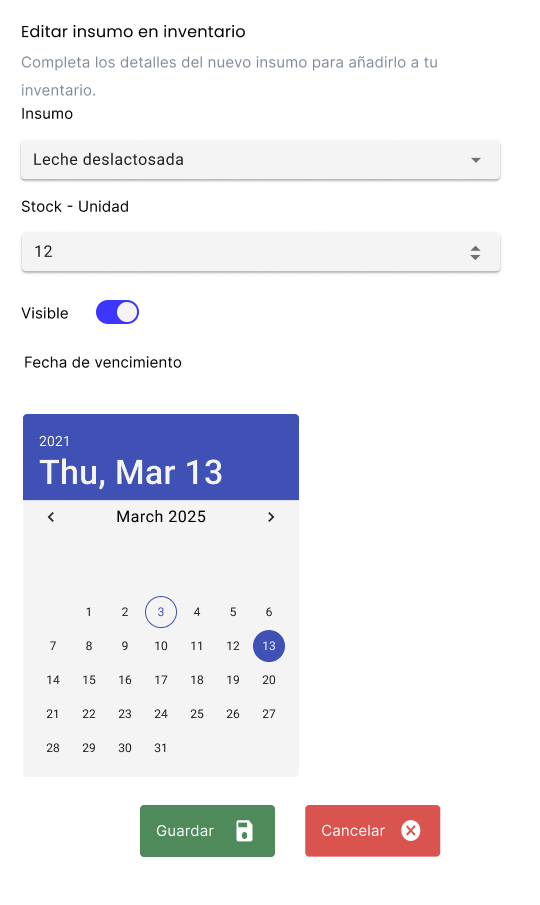 Editar insumo en inventario
Completa los detalles del nuevo insumo para añadirlo a tu
inventario.
Insumo
Leche deslactosada
Stock - Unidad
12
Visible
Fecha de vencimiento
2021
Thu, Mar 13
March 2025
1 2 3 4 5 6
7 8 9 10 11 12 13
14 15 16 17 18 19 20
21 22 23 24 25 26 27
28 29 30 31
Guardar Cancelar